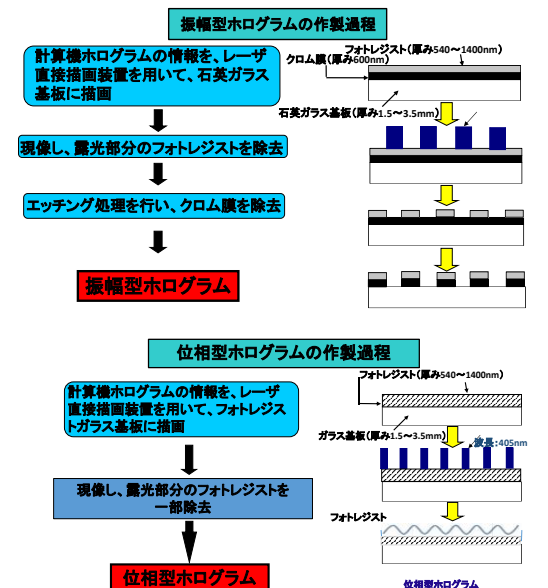 振幅型ホログラムの作製過程
計算機ホログラムの情報を、レーザ
直接描画装置を用いて、石英ガラス
基板に描画
現像し、露光部分のフォトレジストを除去
エッチング処理を行い、クロム膜を除去
振幅型ホログラム
フォトレジスト(厚み540～1400nm)
クロム膜(厚み600nm)
石英ガラス基板(厚み1.5～3.5mm)
位相型ホログラムの作製過程
計算機ホログラムの情報を、レーザ
直接描画装置を用いて、フォトレジス
トガラス基板に描画
現像し、露光部分のフォトレジストを
一部除去
位相型ホログラム
フォトレジスト(厚み540～1400nm)
ガラス基板(厚み1.5～3.5mm)
波長:405nm
フォトレジスト
位相型ホログラム